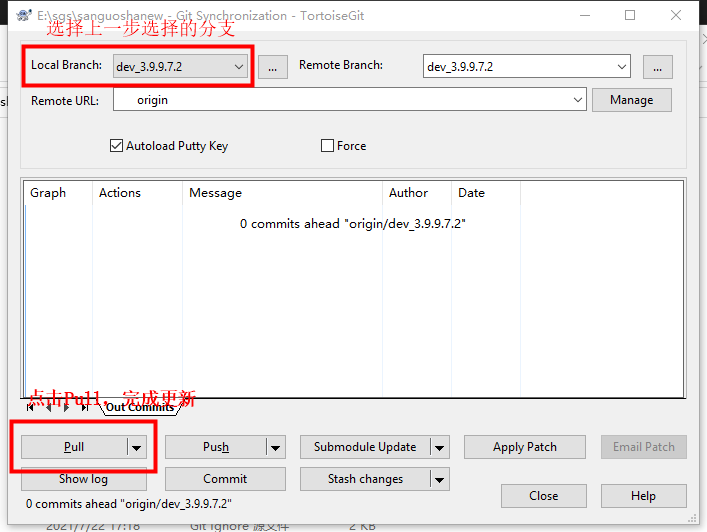 E:\sgs\sanguoshanew - Git Synchronization - TortoiseGit
选择上一步选择的分支
Local Branch: dev_3.9.9.7.2 ... Remote Branch: dev_3.9.9.7.2 ...
Remote URL: origin Manage
Autoload Putty Key Force
Graph Actions Message Author Date
0 commits ahead "origin/dev_3.9.9.7.2"
点击Pull，完成更新
Out Commits
Pull Push Submodule Update Apply Patch Email Patch
Show log Commit Stash changes
Close Help
0 commits ahead "origin/dev_3.9.9.7.2"
2021/7/22 17:18 Git Ignore 源文件 2 KB